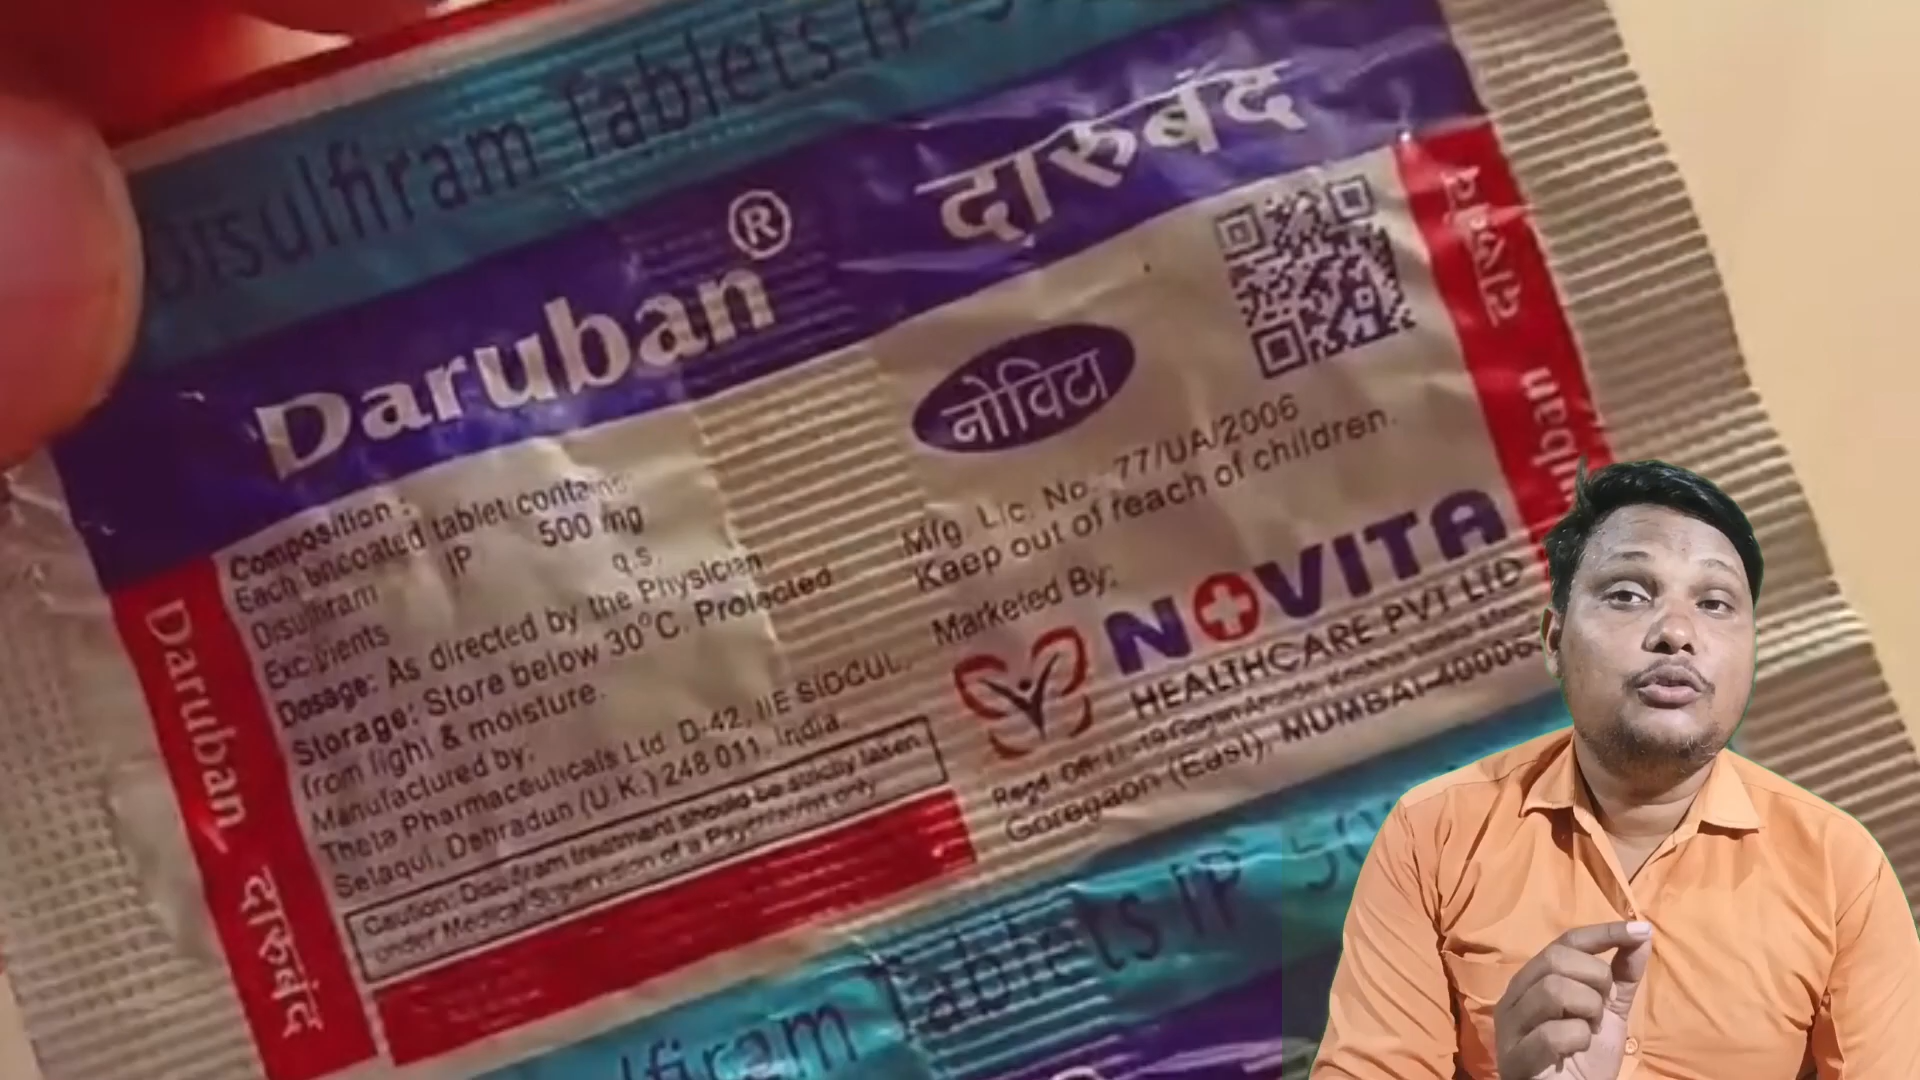 Disulfiram Tablets IP
Daruban® दारुबंद
Composition:
Each uncoated tablet contains
Disulfiram IP 500 mg
Excipients q.s.
Dosage: As directed by the Physician
Storage: Store below 30°C. Protected
from light & moisture.
Manufactured by:
Theta Pharmaceuticals Ltd D-42, IIE SIDCUL,
Selaqui, Dehradun (U.K.) 248 011. India.
Caution: Disulfiram treatment should be strictly taken
under Medical Supervision of a Psychiatrist only
नोविटा
Mfg. Lic. No. 77/UA/2006
Keep out of reach of children.
Marketed By:
NOVITA
HEALTHCARE PVT LTD
Goregaon (East), MUMBAI
Daruban दारुबंद
दारुबंद
Tablets IP